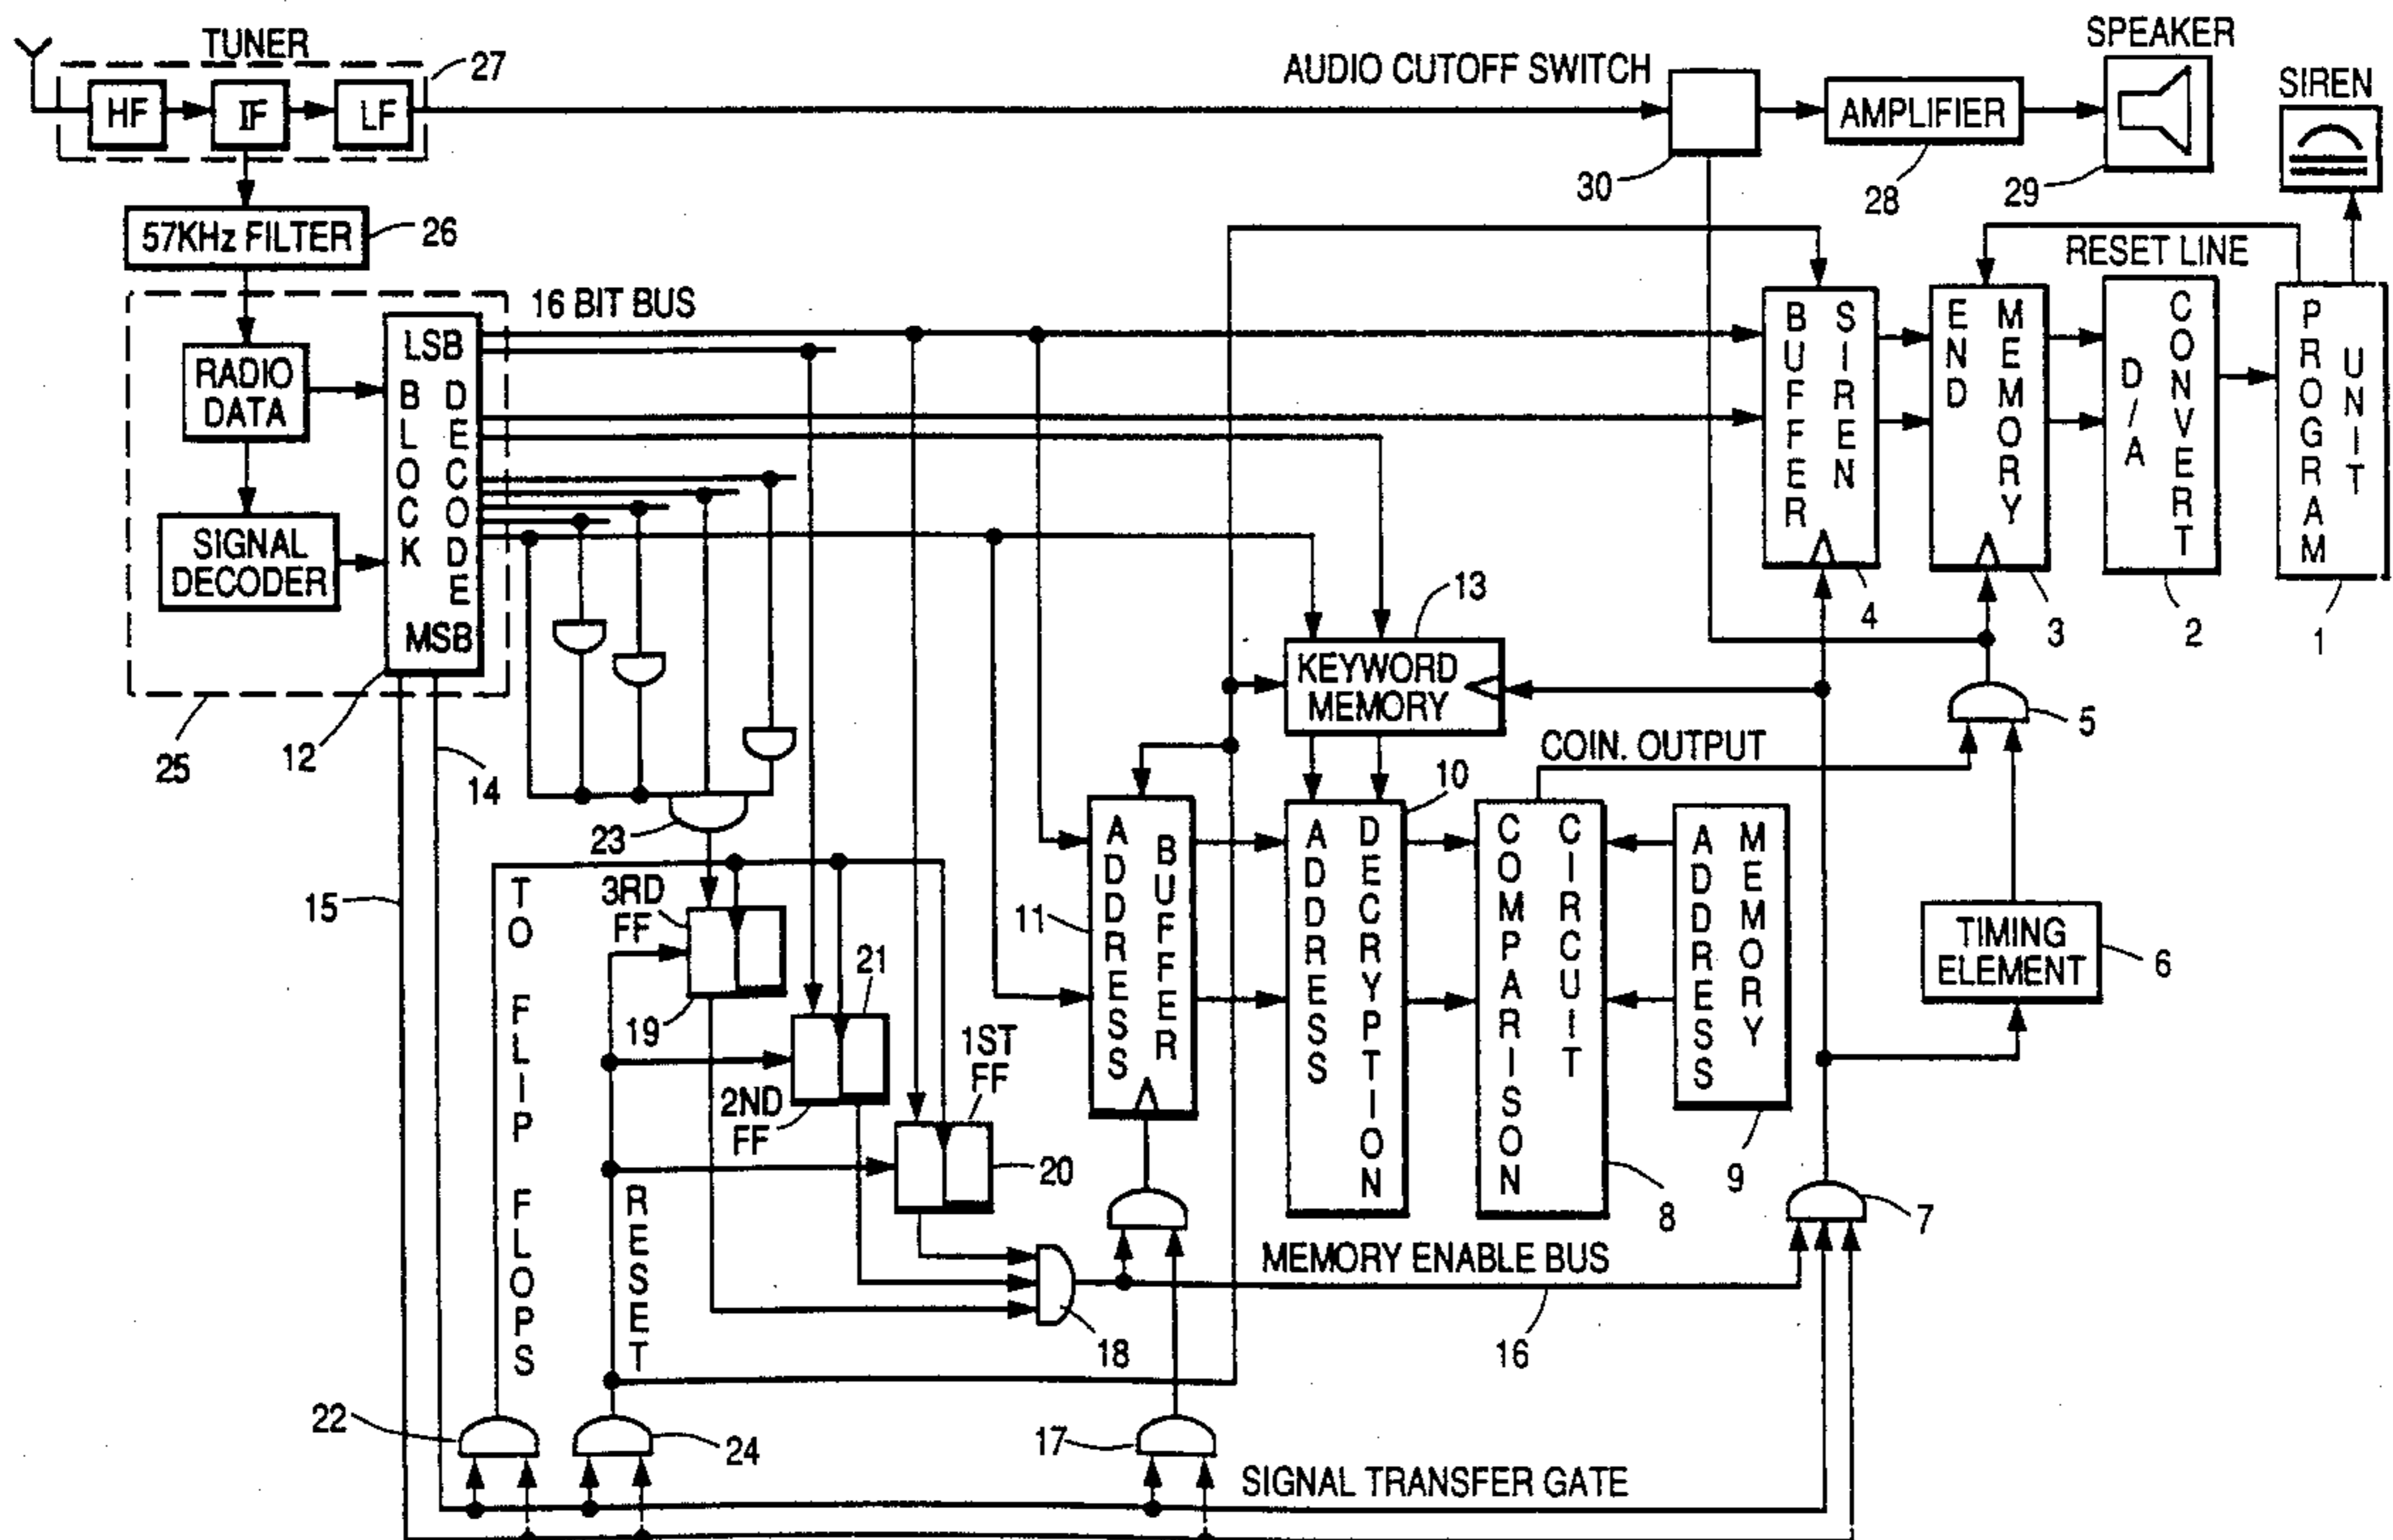 TUNER
27
HF
IF
LF
AUDIO CUTOFF SWITCH
30
AMPLIFIER
28
SPEAKER
29
SIREN
57KHz FILTER
26
16 BIT BUS
RADIO
DATA
SIGNAL
DECODER
LSB
BLOCK
DECODE
MSB
25
12
14
15
BUFFER
SIREN
4
END
MEMORY
3
RESET LINE
D/A
CONVERT
2
PROGRAM
UNIT
1
KEYWORD
MEMORY
13
COIN. OUTPUT
5
23
3RD
FF
19
21
2ND
FF
1ST
FF
20
ADDRESS
BUFFER
11
ADDRESS
DECRYPTION
10
COMPARISON
CIRCUIT
8
ADDRESS
MEMORY
9
TIMING
ELEMENT
6
7
TO FLIP FLOPS
RESET
18
MEMORY ENABLE BUS
16
22
24
17
SIGNAL TRANSFER GATE